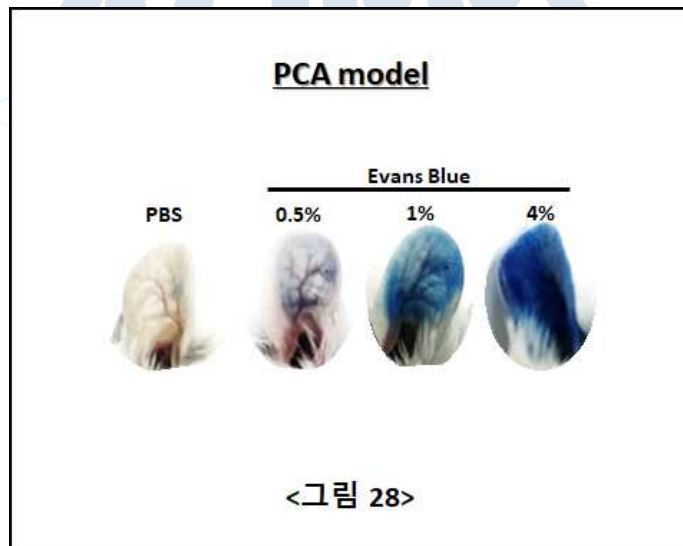 PCA model
Evans Blue
PBS 0.5% 1% 4%
<그림 28>